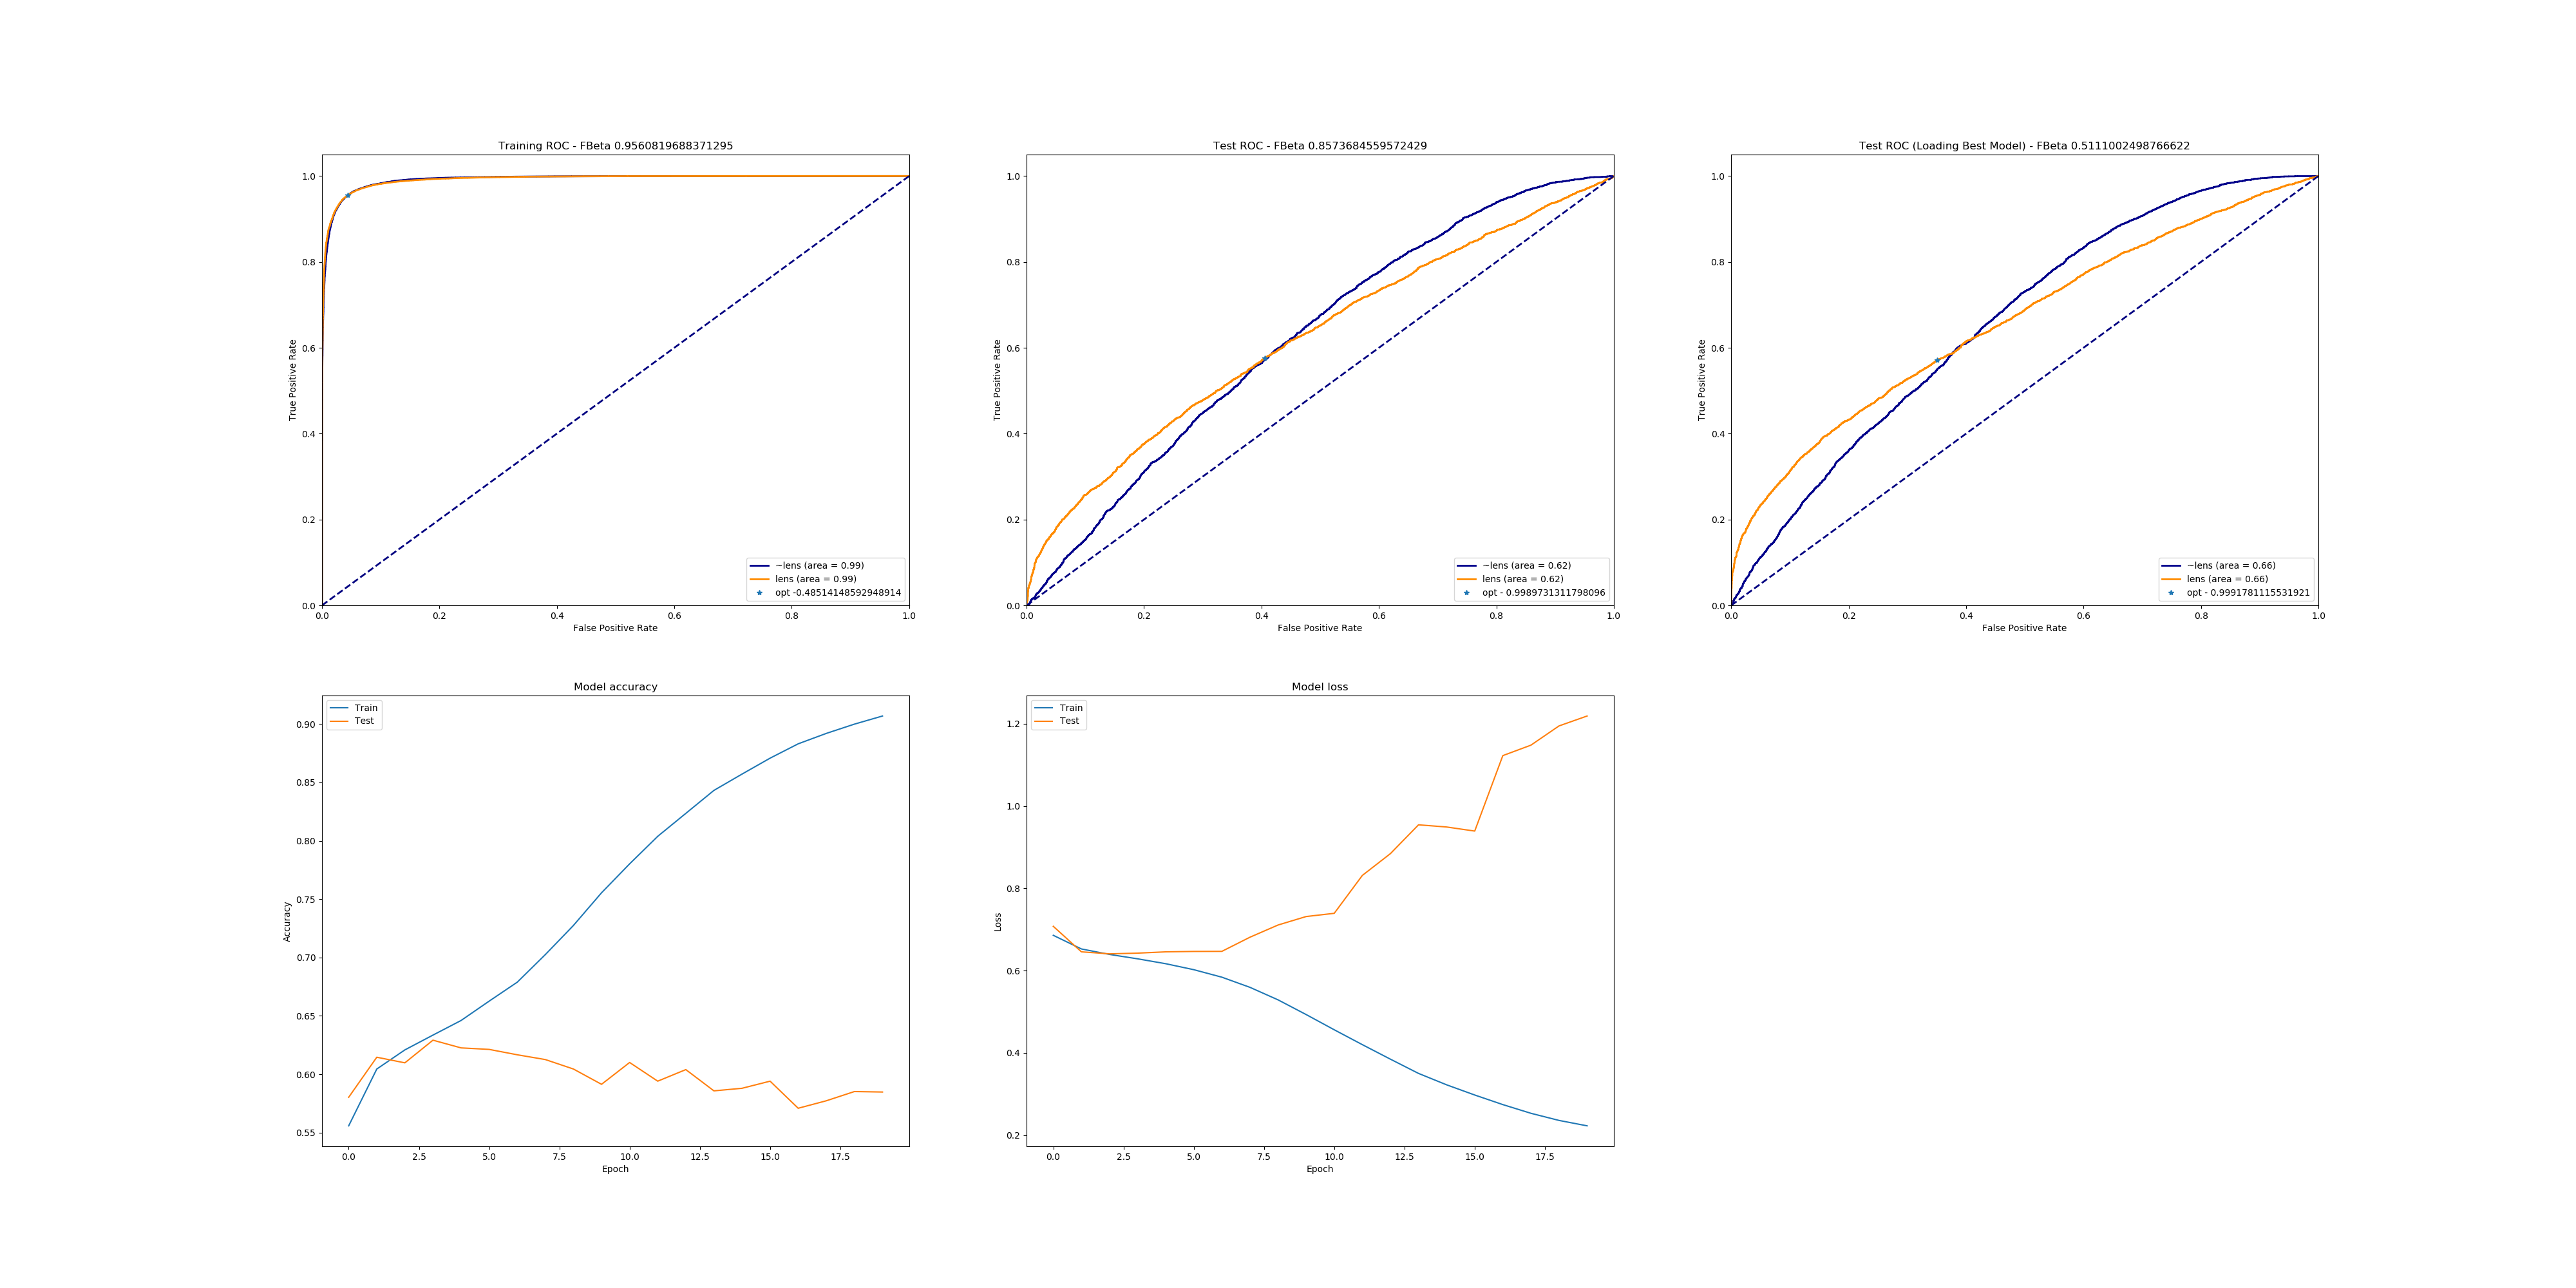 Training ROC - FBeta 0.9560819688371295
True Positive Rate
1.0
0.8
0.6
0.4
0.2
0.0
0.0 0.2 0.4 0.6 0.8 1.0
False Positive Rate
~lens (area = 0.99)
lens (area = 0.99)
opt -0.48514148592948914
Test ROC - FBeta 0.8573684559572429
True Positive Rate
1.0
0.8
0.6
0.4
0.2
0.0
0.0 0.2 0.4 0.6 0.8 1.0
False Positive Rate
~lens (area = 0.62)
lens (area = 0.62)
opt - 0.9989731311798096
Test ROC (Loading Best Model) - FBeta 0.5111002498766622
True Positive Rate
1.0
0.8
0.6
0.4
0.2
0.0
0.0 0.2 0.4 0.6 0.8 1.0
False Positive Rate
~lens (area = 0.66)
lens (area = 0.66)
opt - 0.9991781115531921
Model accuracy
Train
Test
Accuracy
0.90
0.85
0.80
0.75
0.70
0.65
0.60
0.55
0.0 2.5 5.0 7.5 10.0 12.5 15.0 17.5
Epoch
Model loss
Train
Test
Loss
1.2
1.0
0.8
0.6
0.4
0.2
0.0 2.5 5.0 7.5 10.0 12.5 15.0 17.5
Epoch